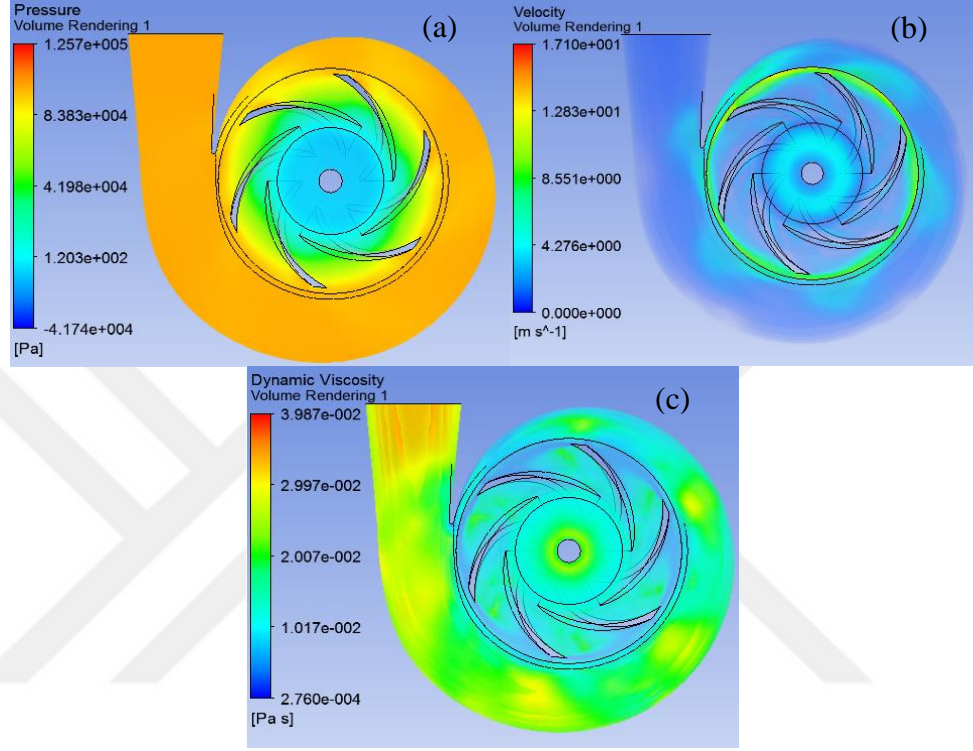 Pressure
Volume Rendering 1
(a)
1.257e+005
8.383e+004
4.198e+004
1.203e+002
-4.174e+004
[Pa]
Velocity
Volume Rendering 1
(b)
1.710e+001
1.283e+001
8.551e+000
4.276e+000
0.000e+000
[m s^-1]
Dynamic Viscosity
Volume Rendering 1
(c)
3.987e-002
2.997e-002
2.007e-002
1.017e-002
2.760e-004
[Pa s]